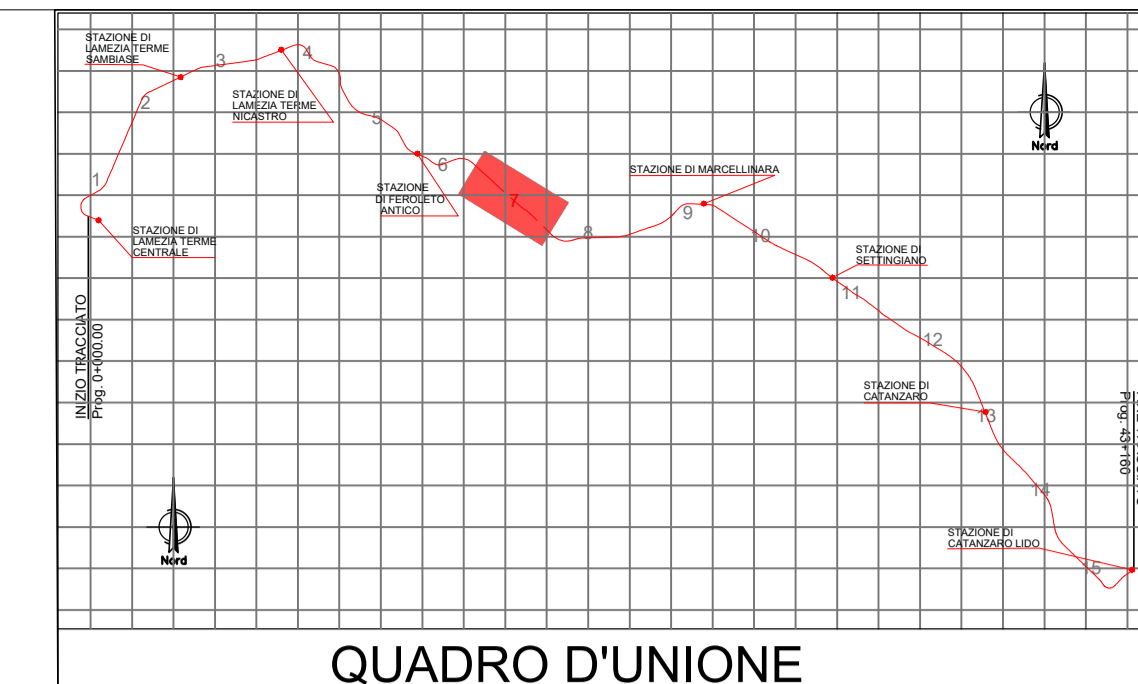 STAZIONE DI
LAMEZIA TERME
SAMBIASE
3
4
2
STAZIONE DI
LAMEZIA TERME
NICASTRO
5
Nord
6
STAZIONE DI MARCELLINARA
1
STAZIONE
DI FEROLETO
ANTICO
7
9
8
10
STAZIONE DI
LAMEZIA TERME
CENTRALE
STAZIONE DI
SETTINGIANO
11
INIZIO TRACCIATO
Prog. 0+000.00
12
STAZIONE DI
CATANZARO
13
Prog. 43+160
14
Nord
STAZIONE DI
CATANZARO LIDO
15
QUADRO D'UNIONE